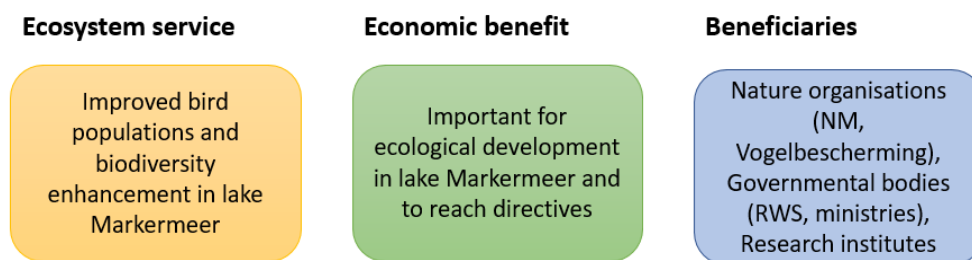 Ecosystem service
Economic benefit
Beneficiaries
Improved bird
populations and
biodiversity
enhancement in lake
Markermeer
Important for
ecological development
in lake Markermeer and
to reach directives
Nature organisations
(NM,
Vogelbescherming),
Governmental bodies
(RWS, ministries),
Research institutes